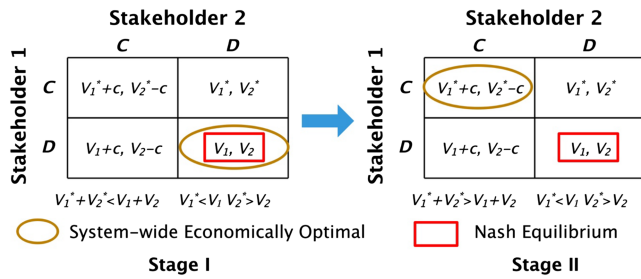 Stakeholder 2
C D
Stakeholder 1
C V₁*+c, V₂*−c V₁*, V₂*
D V₁+c, V₂−c V₁, V₂
V₁*+V₂*<V₁+V₂ V₁*<V₁ V₂*>V₂
Stakeholder 2
C D
Stakeholder 1
C V₁*+c, V₂*−c V₁*, V₂*
D V₁+c, V₂−c V₁, V₂
V₁*+V₂*>V₁+V₂ V₁*<V₁ V₂*>V₂
System-wide Economically Optimal
Nash Equilibrium
Stage I
Stage II